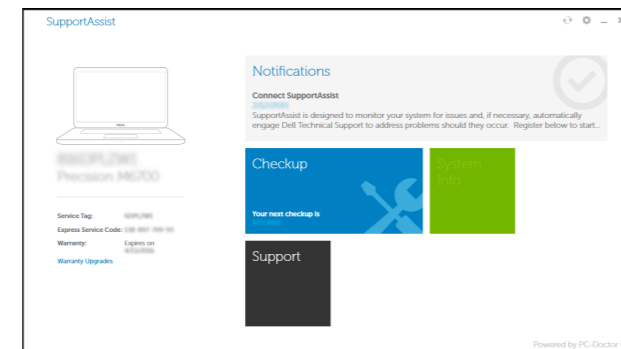 SupportAssist
Notifications
Connect SupportAssist
SupportAssist is designed to monitor your system for issues and, if necessary, automatically
engage Dell Technical Support to address problems should they occur. Register below to start...
DELL
Precision M6700
Checkup
System
Info
Your next checkup is
Service Tag:
Express Service Code:
Warranty: Expires on
Warranty Upgrades
Support
Powered by PC-Doctor